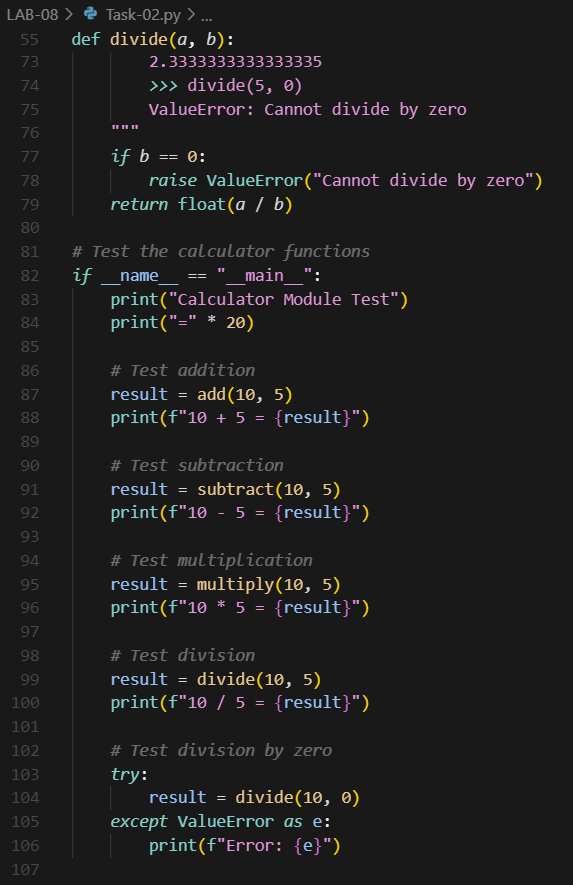 LAB-08 > Task-02.py > ...
55 def divide(a, b):
73         2.3333333333333335
74         >>> divide(5, 0)
75         ValueError: Cannot divide by zero
76     """
77     if b == 0:
78         raise ValueError("Cannot divide by zero")
79     return float(a / b)
80
81 # Test the calculator functions
82 if __name__ == "__main__":
83     print("Calculator Module Test")
84     print("=" * 20)
85
86     # Test addition
87     result = add(10, 5)
88     print(f"10 + 5 = {result}")
89
90     # Test subtraction
91     result = subtract(10, 5)
92     print(f"10 - 5 = {result}")
93
94     # Test multiplication
95     result = multiply(10, 5)
96     print(f"10 * 5 = {result}")
97
98     # Test division
99     result = divide(10, 5)
100     print(f"10 / 5 = {result}")
101
102     # Test division by zero
103     try:
104         result = divide(10, 0)
105     except ValueError as e:
106         print(f"Error: {e}")
107